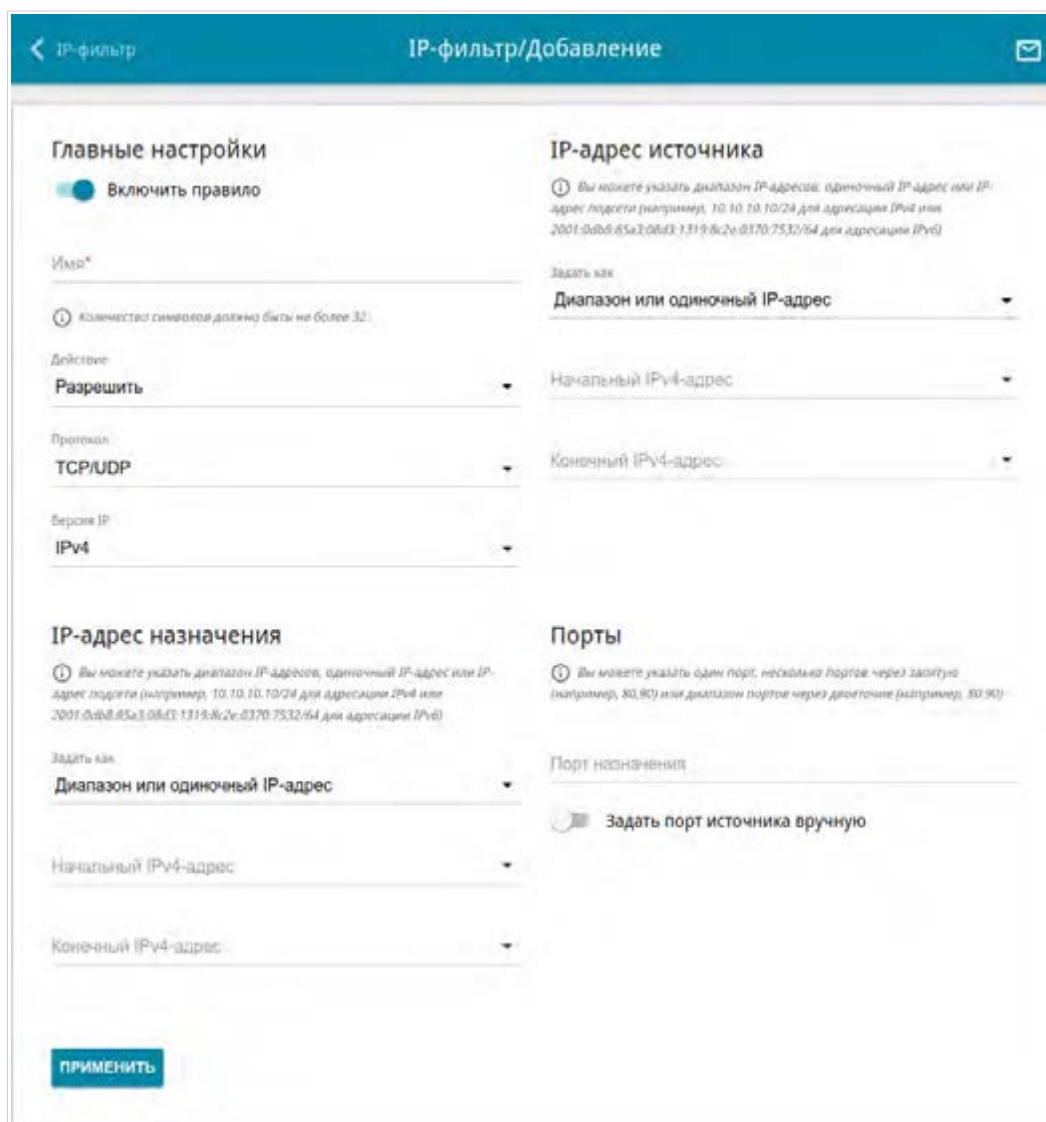 IP-фильтр
IP-фильтр/Добавление
Главные настройки
Включить правило
Имя*
Количество символов должно быть не более 32
Действие
Разрешить
Протокол
TCP/UDP
Версия IP
IPv4
IP-адрес источника
Вы можете указать диапазон IP-адресов, одиночный IP-адрес или IP-
адрес подсети (например, 10.10.10.10/24 для адресации IPv4 или
2001:0db8:85a3:08d3:1319:8c2e:0370:7532/64 для адресации IPv6)
Задать как
Диапазон или одиночный IP-адрес
Начальный IPv4-адрес
Конечный IPv4-адрес
IP-адрес назначения
Вы можете указать диапазон IP-адресов, одиночный IP-адрес или IP-
адрес подсети (например, 10.10.10.10/24 для адресации IPv4 или
2001:0db8:85a3:08d3:1319:8c2e:0370:7532/64 для адресации IPv6)
Задать как
Диапазон или одиночный IP-адрес
Начальный IPv4-адрес
Конечный IPv4-адрес
Порты
Вы можете указать один порт, несколько портов через запятую
(например, 80,90) или диапазон портов через двоеточие (например, 80:90)
Порт назначения
Задать порт источника вручную
ПРИМЕНИТЬ